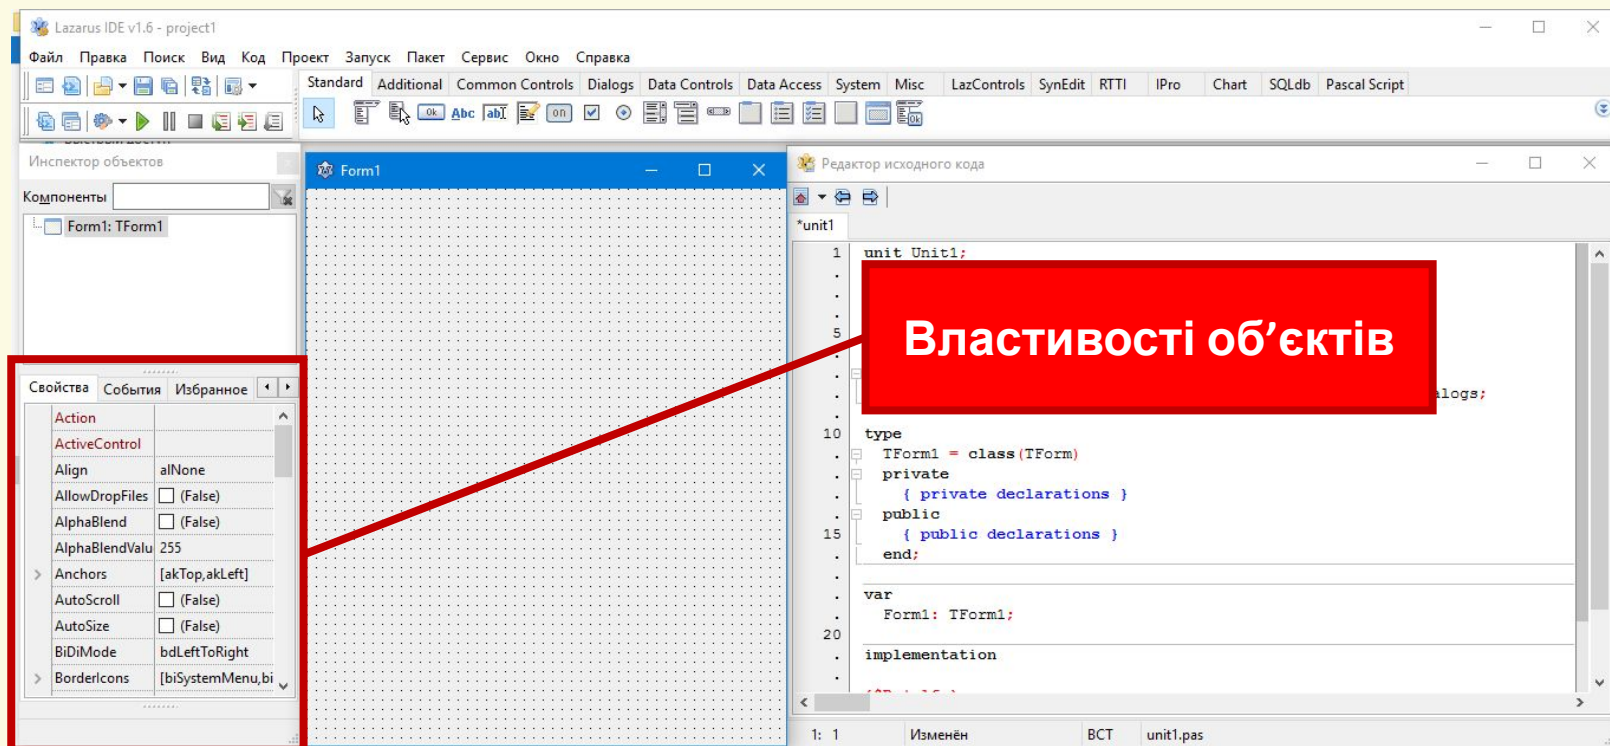 Lazarus IDE v1.6 - project1
Файл Правка Поиск Вид Код Проект Запуск Пакет Сервис Окно Справка
Standard Additional Common Controls Dialogs Data Controls Data Access System Misc LazControls SynEdit RTTI IPro Chart SQLdb Pascal Script
Ok Abc abI on
Инспектор объектов
Компоненты
Form1: TForm1
Свойства События Избранное
Action
ActiveControl
Align alNone
AllowDropFiles (False)
AlphaBlend (False)
AlphaBlendValu 255
Anchors [akTop,akLeft]
AutoScroll (False)
AutoSize (False)
BiDiMode bdLeftToRight
BorderIcons [biSystemMenu,bi
Form1
Редактор исходного кода
*unit1
1 unit Unit1;
Властивості об’єктів
5
alogs;
10 type
TForm1 = class(TForm)
private
{ private declarations }
public
15 { public declarations }
end;
var
Form1: TForm1;
20
implementation
1: 1 Изменён ВСТ unit1.pas